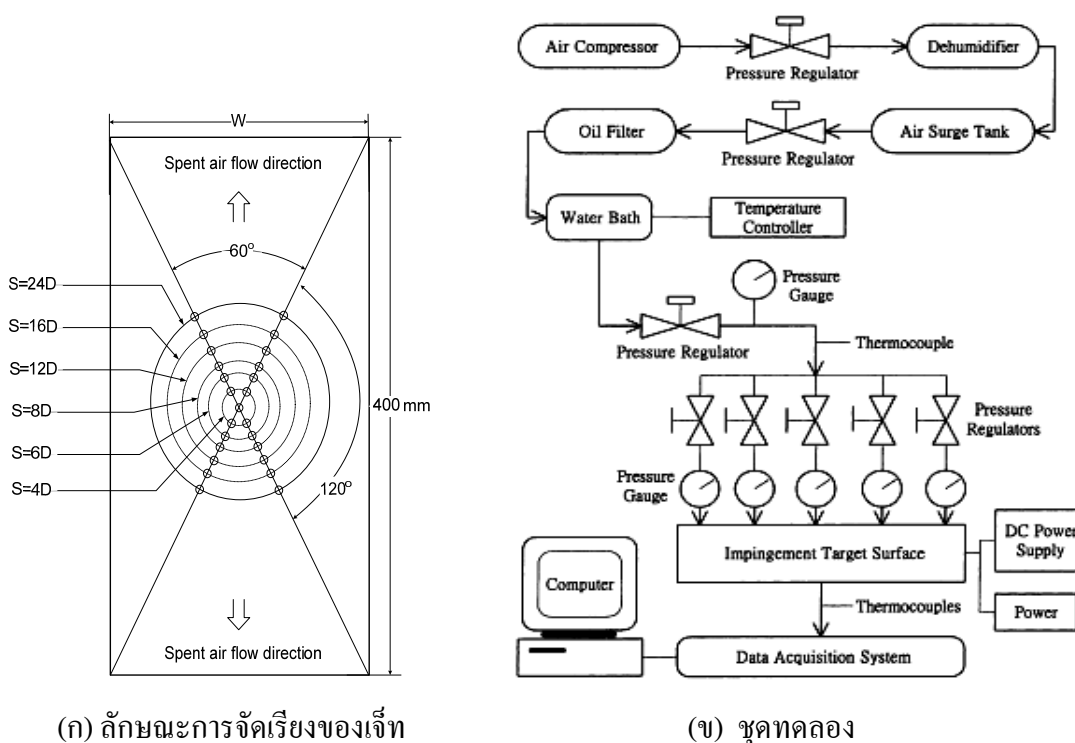 W
Spent air flow direction
60°
S=24D
S=16D
S=12D
S=8D
S=6D
S=4D
400 mm
120°
Spent air flow direction
(ก) ลักษณะการจัดเรียงของเจ็ท
Air Compressor
Pressure Regulator
Dehumidifier
Oil Filter
Pressure Regulator
Air Surge Tank
Water Bath
Temperature
Controller
Pressure
Gauge
Pressure Regulator
Thermocouple
Pressure
Regulators
Pressure
Gauge
Impingement Target Surface
DC Power
Supply
Computer
Thermocouples
Power
Data Acquisition System
(ข) ชุดทดลอง